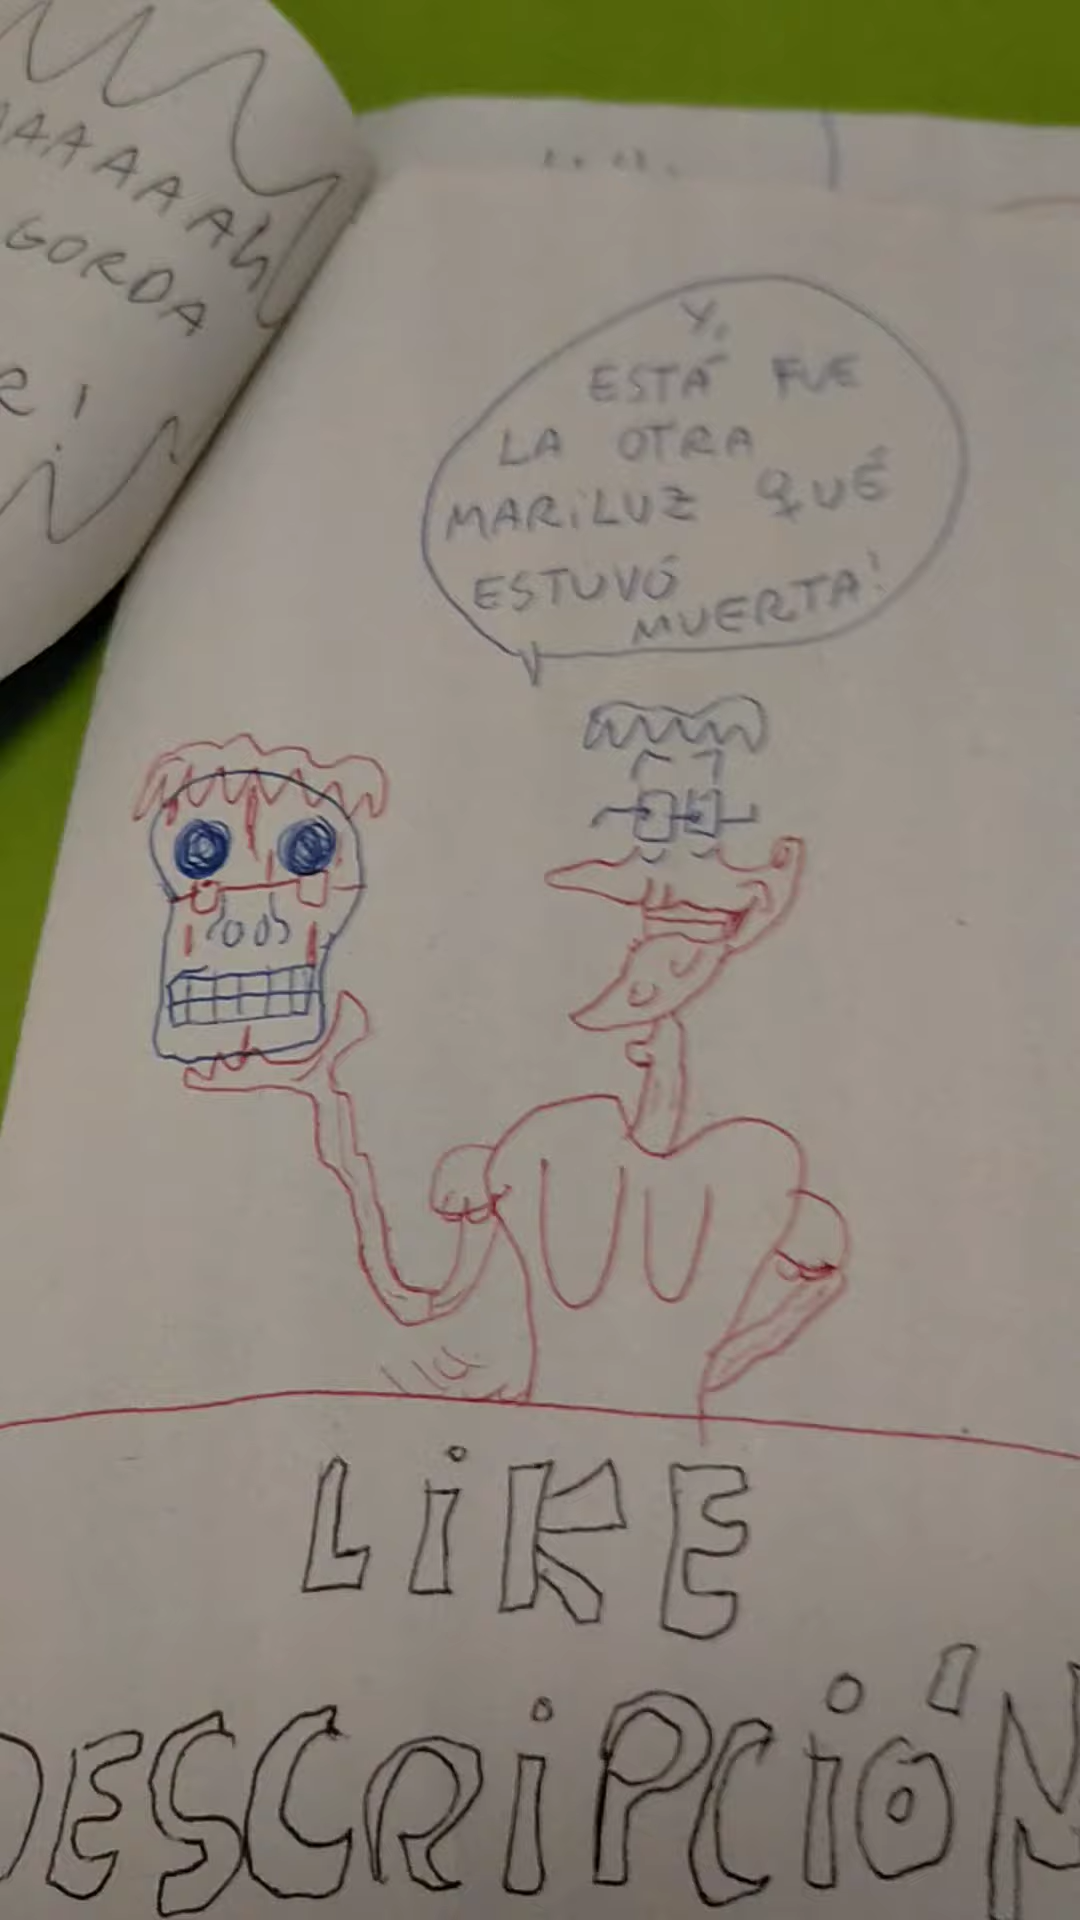 AAAAAAh
GORDA
R!
Y,
ESTÁ FUE
LA OTRA
MARiLUZ QUÉ
ESTUVÓ
MUERTA!
LiKE
DESCRiPCiÓN